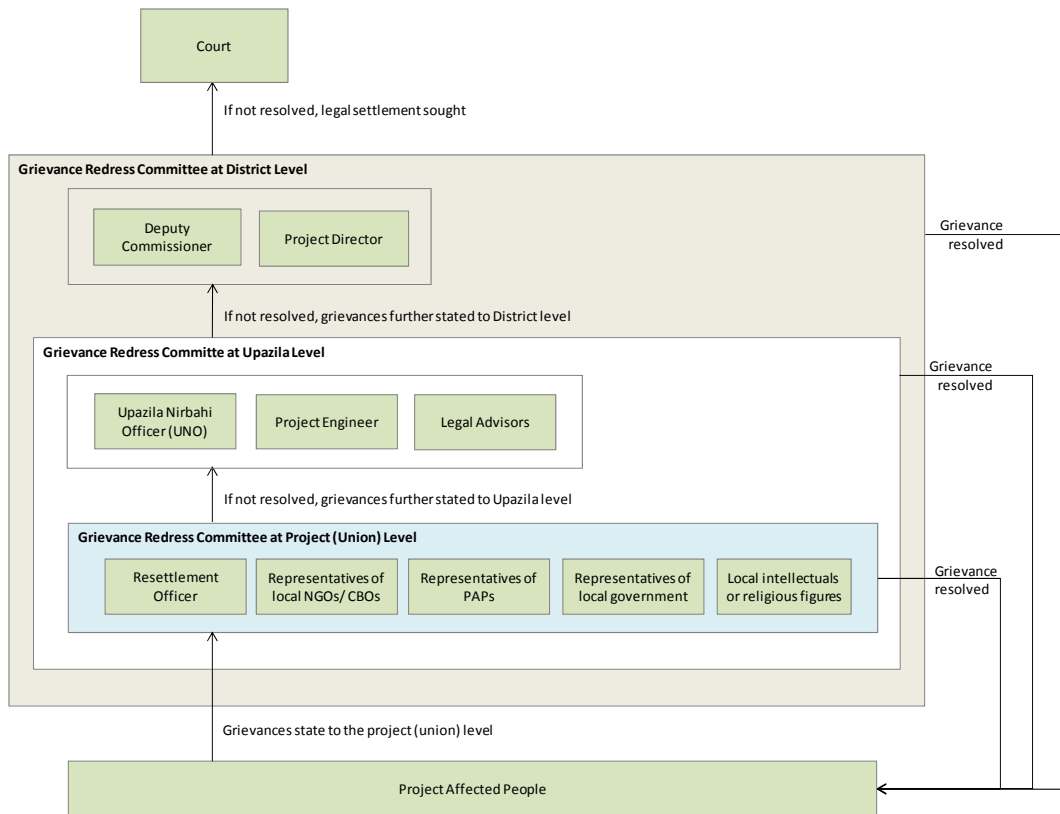 Court
If not resolved, legal settlement sought
Grievance Redress Committee at District Level
Deputy
Commissioner
Project Director
Grievance
resolved
If not resolved, grievances further stated to District level
Grievance Redress Committe at Upazila Level
Grievance
resolved
Upazila Nirbahi
Officer (UNO)
Project Engineer
Legal Advisors
If not resolved, grievances further stated to Upazila level
Grievance Redress Committee at Project (Union) Level
Resettlement
Officer
Representatives of
local NGOs/ CBOs
Representatives of
PAPs
Representatives of
local government
Local intellectuals
or religious figures
Grievance
resolved
Grievances state to the project (union) level
Project Affected People